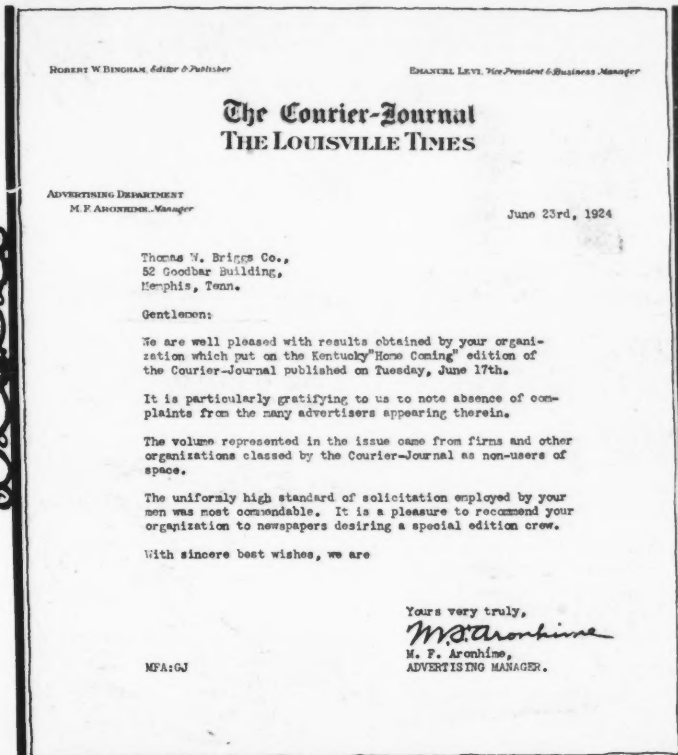 ROBERT W. BINGHAM, Editor & Publisher
EMANUEL LEVI, Vice President & Business Manager
The Courier-Journal
THE LOUISVILLE TIMES
ADVERTISING DEPARTMENT
M. F. ARONHIME, Manager
June 23rd, 1924
Thomas W. Briggs Co.,
52 Goodbar Building,
Memphis, Tenn.
Gentlemen:
We are well pleased with results obtained by your organi-
zation which put on the Kentucky"Home Coming" edition of
the Courier-Journal published on Tuesday, June 17th.
It is particularly gratifying to us to note absence of com-
plaints from the many advertisers appearing therein.
The volume represented in the issue came from firms and other
organizations classed by the Courier-Journal as non-users of
space.
The uniformly high standard of solicitation employed by your
men was most commendable. It is a pleasure to recommend your
organization to newspapers desiring a special edition crew.
With sincere best wishes, we are
Yours very truly,
M. F. Aronhime
M. F. Aronhime,
MFA:GJ
ADVERTISING MANAGER.